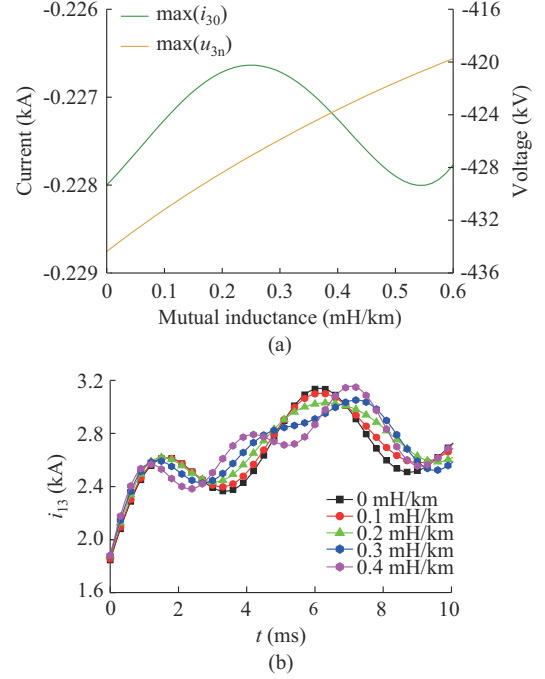 -0.226
-0.227
-0.228
-0.229
Current (kA)
max(i30)
max(u3n)
-416
-420
-424
-428
-432
-436
Voltage (kV)
0 0.1 0.2 0.3 0.4 0.5 0.6
Mutual inductance (mH/km)
(a)
3.2
2.8
2.4
2.0
1.6
i13 (kA)
0 mH/km
0.1 mH/km
0.2 mH/km
0.3 mH/km
0.4 mH/km
0 2 4 6 8 10
t (ms)
(b)